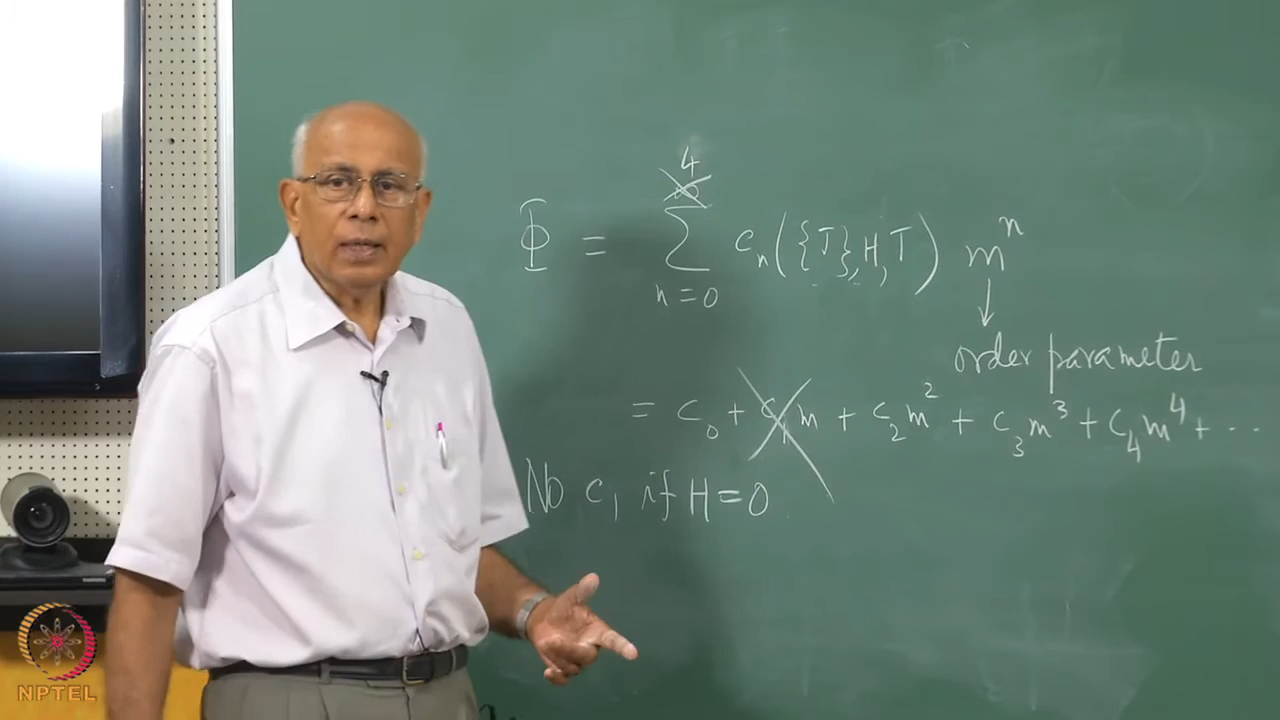 4
Φ = ∞ Σ n=0 c_n({J},H,T) m^n
↓
order parameter
= c_0 + c_1 m + c_2 m^2 + c_3 m^3 + c_4 m^4 + ...
No c_1 if H=0
NPTEL